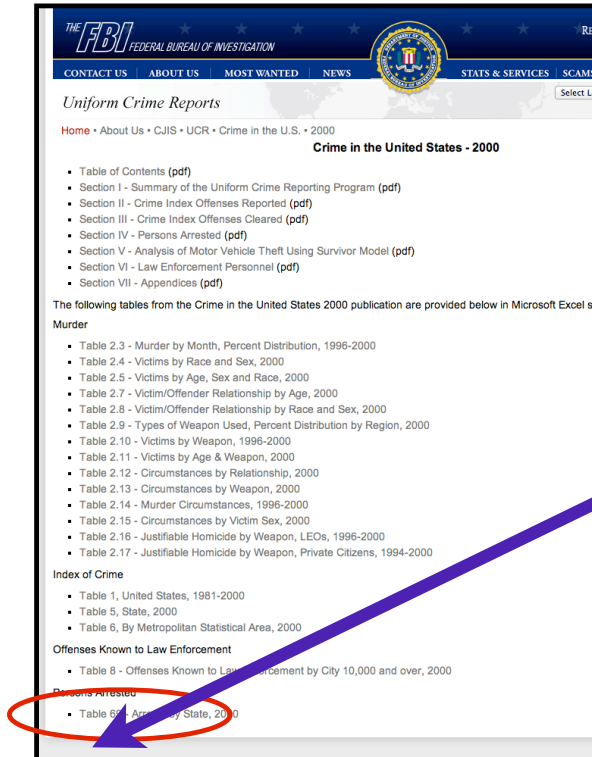 THE FBI FEDERAL BUREAU OF INVESTIGATION
CONTACT US | ABOUT US | MOST WANTED | NEWS | STATS & SERVICES | SCAMS
Uniform Crime Reports
Select L
Home • About Us • CJIS • UCR • Crime in the U.S. • 2000
Crime in the United States - 2000
▪ Table of Contents (pdf)
▪ Section I - Summary of the Uniform Crime Reporting Program (pdf)
▪ Section II - Crime Index Offenses Reported (pdf)
▪ Section III - Crime Index Offenses Cleared (pdf)
▪ Section IV - Persons Arrested (pdf)
▪ Section V - Analysis of Motor Vehicle Theft Using Survivor Model (pdf)
▪ Section VI - Law Enforcement Personnel (pdf)
▪ Section VII - Appendices (pdf)
The following tables from the Crime in the United States 2000 publication are provided below in Microsoft Excel s
Murder
▪ Table 2.3 - Murder by Month, Percent Distribution, 1996-2000
▪ Table 2.4 - Victims by Race and Sex, 2000
▪ Table 2.5 - Victims by Age, Sex and Race, 2000
▪ Table 2.7 - Victim/Offender Relationship by Age, 2000
▪ Table 2.8 - Victim/Offender Relationship by Race and Sex, 2000
▪ Table 2.9 - Types of Weapon Used, Percent Distribution by Region, 2000
▪ Table 2.10 - Victims by Weapon, 1996-2000
▪ Table 2.11 - Victims by Age & Weapon, 2000
▪ Table 2.12 - Circumstances by Relationship, 2000
▪ Table 2.13 - Circumstances by Weapon, 2000
▪ Table 2.14 - Murder Circumstances, 1996-2000
▪ Table 2.15 - Circumstances by Victim Sex, 2000
▪ Table 2.16 - Justifiable Homicide by Weapon, LEOs, 1996-2000
▪ Table 2.17 - Justifiable Homicide by Weapon, Private Citizens, 1994-2000
Index of Crime
▪ Table 1, United States, 1981-2000
▪ Table 5, State, 2000
▪ Table 6, By Metropolitan Statistical Area, 2000
Offenses Known to Law Enforcement
▪ Table 8 - Offenses Known to Law Enforcement by City 10,000 and over, 2000
Persons Arrested
▪ Table 69 - Arrest by State, 2000